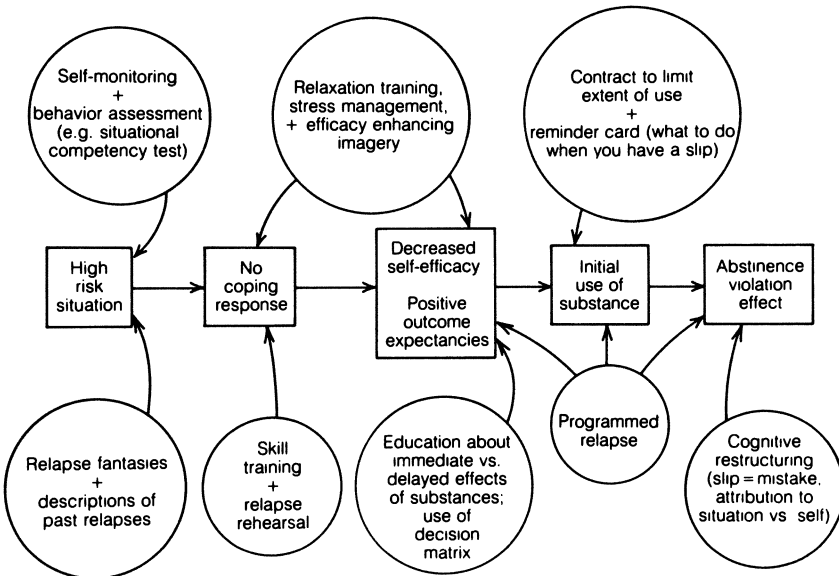 Self-monitoring
+
behavior assessment
(e.g. situational
competency test)
Relaxation training,
stress management,
+ efficacy enhancing
imagery
Contract to limit
extent of use
+
reminder card (what to do
when you have a slip)
High
risk
situation
No
coping
response
Decreased
self-efficacy
Positive
outcome
expectancies
Initial
use of
substance
Abstinence
violation
effect
Relapse fantasies
+
descriptions of
past relapses
Skill
training
+
relapse
rehearsal
Education about
immediate vs.
delayed effects
of substances;
use of
decision
matrix
Programmed
relapse
Cognitive
restructuring
(slip = mistake,
attribution to
situation vs self)